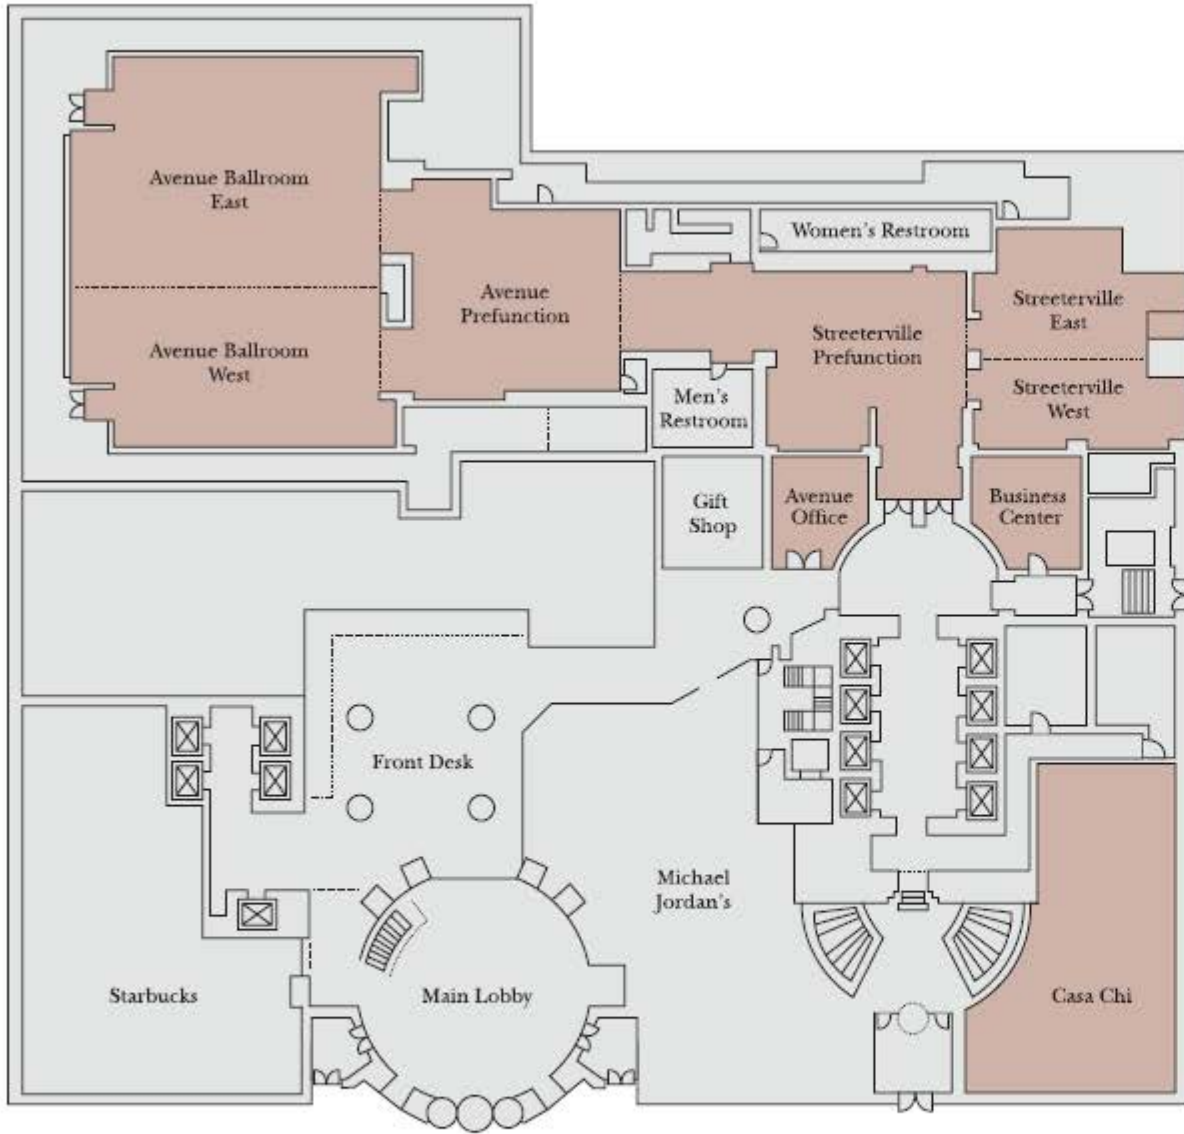 Avenue Ballroom
East
Women's Restroom
Avenue
Prefunction
Streeterville
East
Streeterville
Prefunction
Avenue Ballroom
West
Streeterville
West
Men's
Restroom
Gift
Shop
Avenue
Office
Business
Center
Front Desk
Michael
Jordan's
Starbucks
Main Lobby
Casa Chi